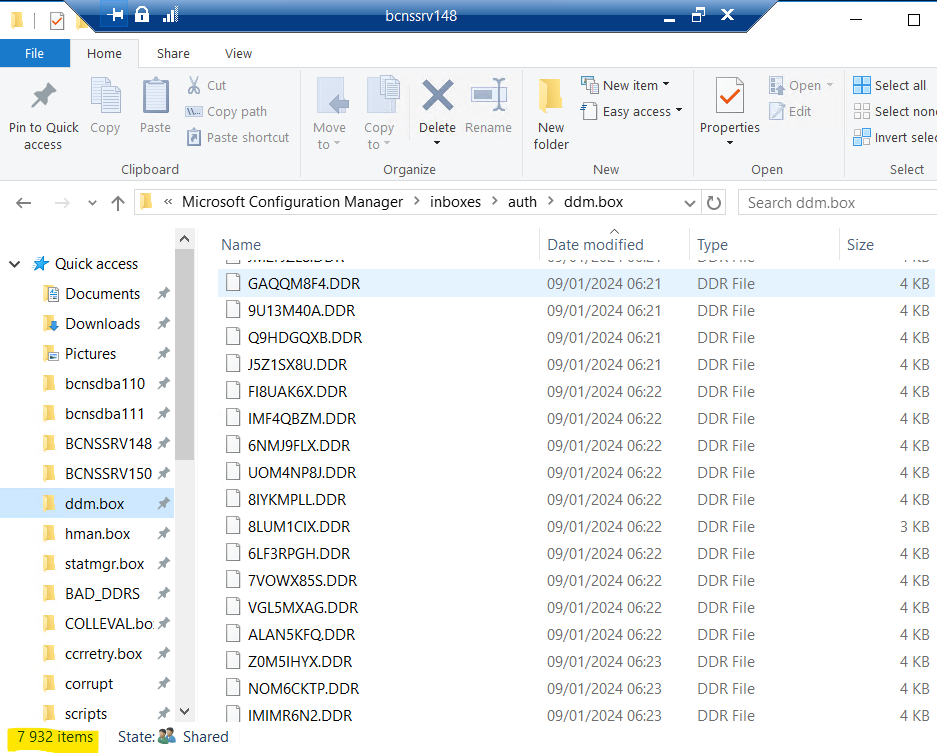 bcnssrv148
File Home Share View
Pin to Quick access
Copy
Paste
Cut
Copy path
Paste shortcut
Clipboard
Move to
Copy to
Delete
Rename
Organize
New folder
New item
Easy access
New
Properties
Open
Edit
Open
Select all
Select none
Invert selec
Select
« Microsoft Configuration Manager > inboxes > auth > ddm.box
Search ddm.box
Quick access
Documents
Downloads
Pictures
bcnsdba110
bcnsdba111
BCNSSRV148
BCNSSRV150
ddm.box
hman.box
statmgr.box
BAD_DDRS
COLLEVAL.bo
ccrretry.box
corrupt
scripts
Name Date modified Type Size
GAQQM8F4.DDR 09/01/2024 06:21 DDR File 4 KB
9U13M40A.DDR 09/01/2024 06:21 DDR File 4 KB
Q9HDGQXB.DDR 09/01/2024 06:21 DDR File 4 KB
J5Z1SX8U.DDR 09/01/2024 06:21 DDR File 4 KB
FI8UAK6X.DDR 09/01/2024 06:22 DDR File 4 KB
IMF4QBZM.DDR 09/01/2024 06:22 DDR File 4 KB
6NMJ9FLX.DDR 09/01/2024 06:22 DDR File 4 KB
UOM4NP8J.DDR 09/01/2024 06:22 DDR File 4 KB
8IYKMPLL.DDR 09/01/2024 06:22 DDR File 4 KB
8LUM1CIX.DDR 09/01/2024 06:22 DDR File 3 KB
6LF3RPGH.DDR 09/01/2024 06:22 DDR File 4 KB
7VOWX85S.DDR 09/01/2024 06:22 DDR File 4 KB
VGL5MXAG.DDR 09/01/2024 06:22 DDR File 4 KB
ALAN5KFQ.DDR 09/01/2024 06:22 DDR File 4 KB
Z0M5IHYX.DDR 09/01/2024 06:23 DDR File 4 KB
NOM6CKTP.DDR 09/01/2024 06:23 DDR File 4 KB
IMIMR6N2.DDR 09/01/2024 06:23 DDR File 4 KB
7 932 items State: Shared